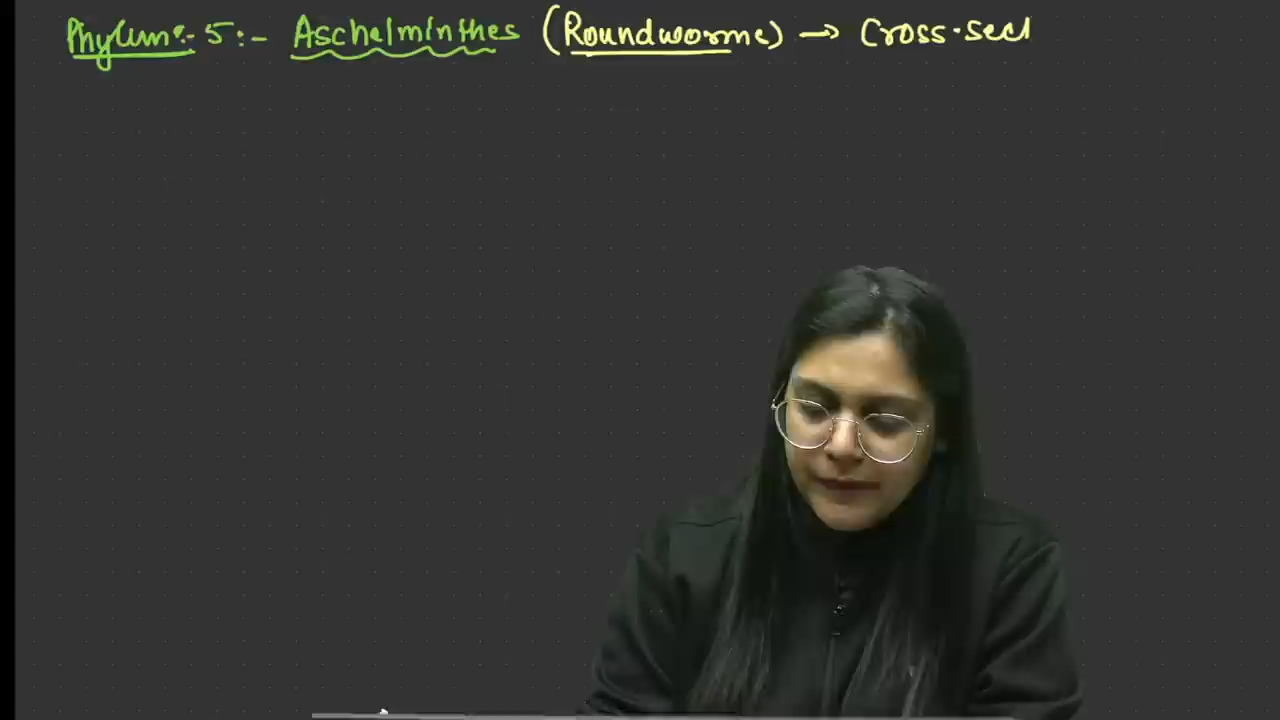 Phylum:- 5:- Aschelminthes (Roundworms) → Cross-sect